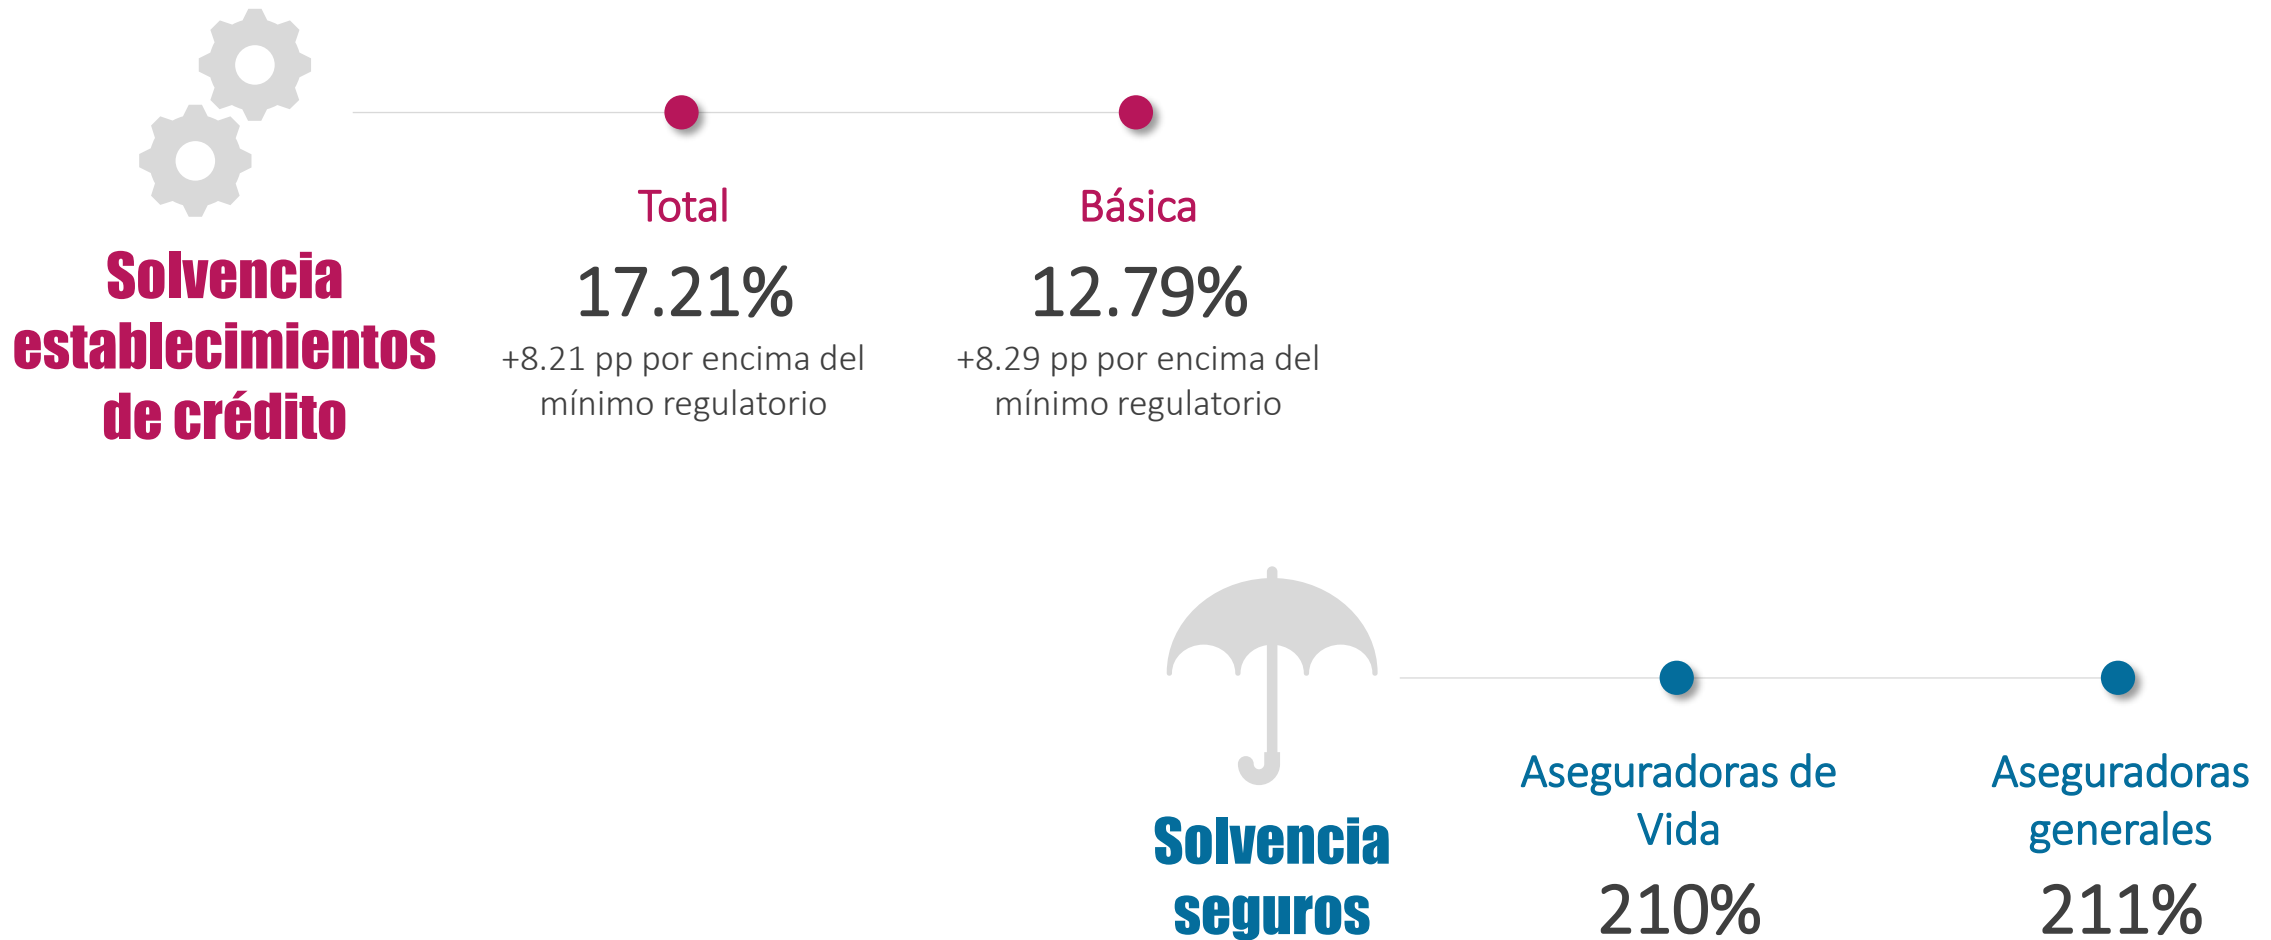 Solvencia
establecimientos
de crédito
Total
17.21%
+8.21 pp por encima del
mínimo regulatorio
Básica
12.79%
+8.29 pp por encima del
mínimo regulatorio
Solvencia
seguros
Aseguradoras de
Vida
210%
Aseguradoras
generales
211%